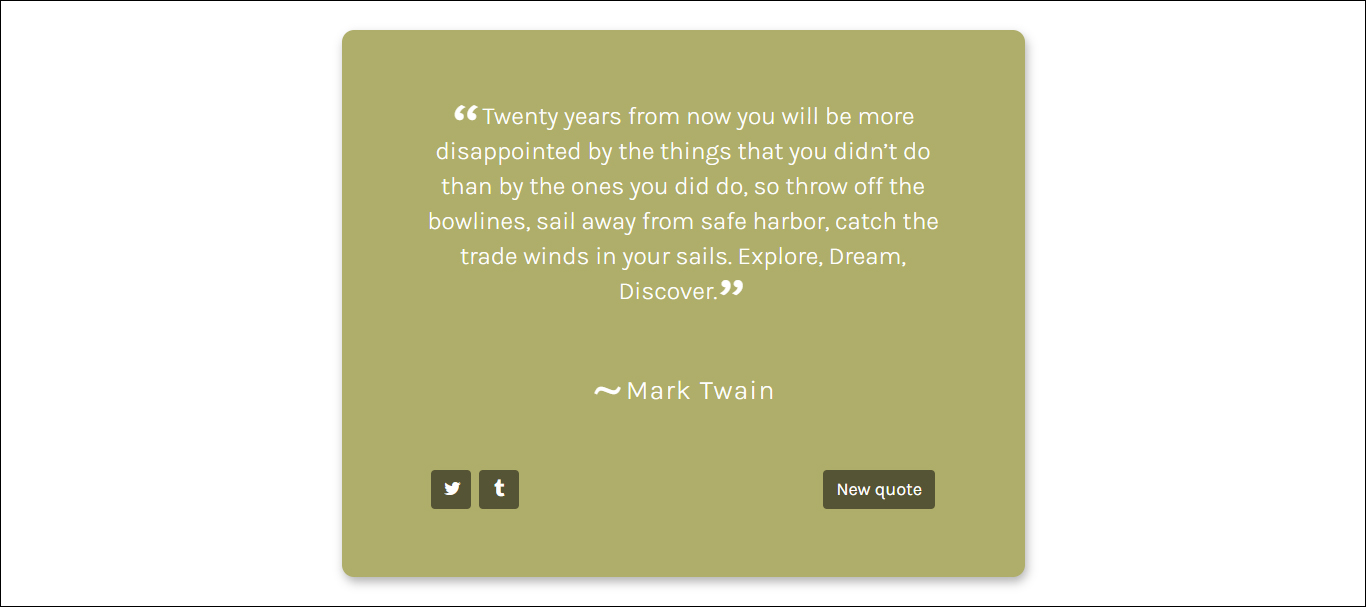 “Twenty years from now you will be more
disappointed by the things that you didn’t do
than by the ones you did do, so throw off the
bowlines, sail away from safe harbor, catch the
trade winds in your sails. Explore, Dream,
Discover.”
~ Mark Twain
New quote